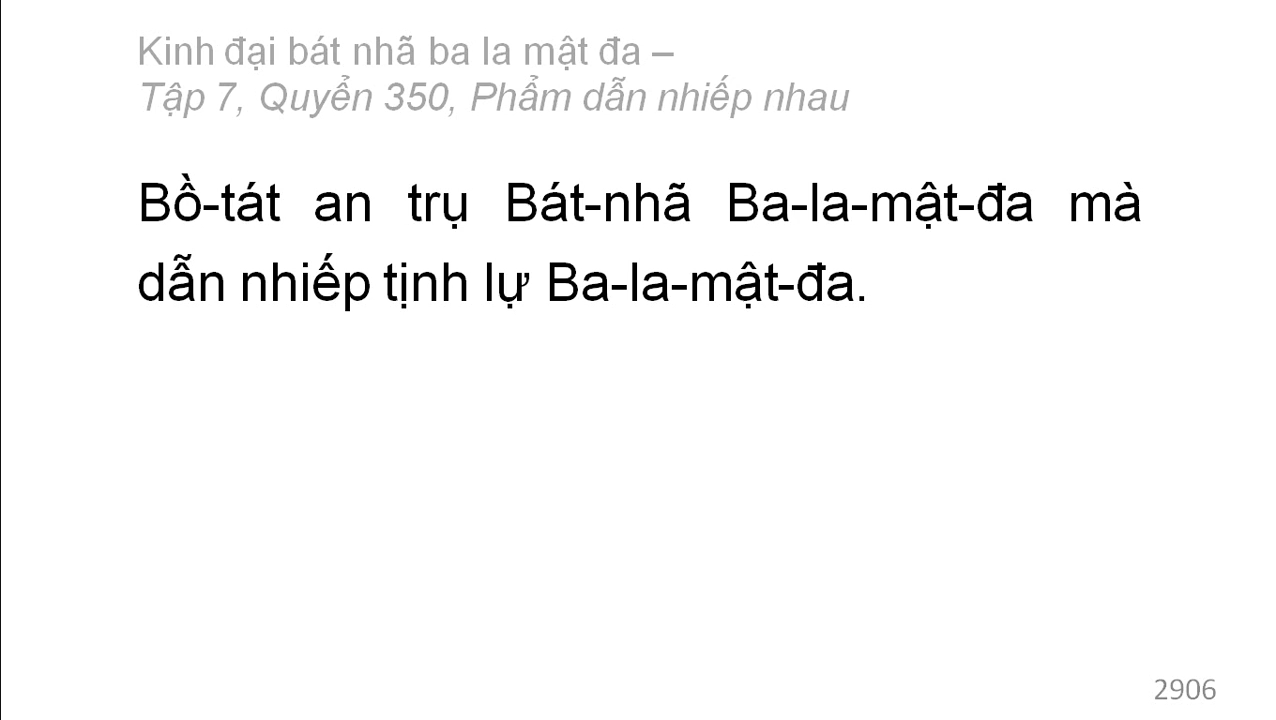 Kinh đại bát nhã ba la mật đa –
Tập 7, Quyển 350, Phẩm dẫn nhiếp nhau
Bồ-tát an trụ Bát-nhã Ba-la-mật-đa mà
dẫn nhiếp tịnh lự Ba-la-mật-đa.
2906